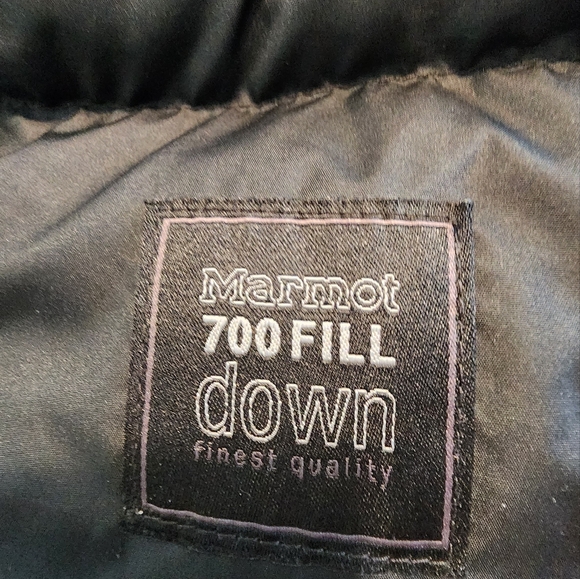 Marmot
700 FILL
down
finest quality